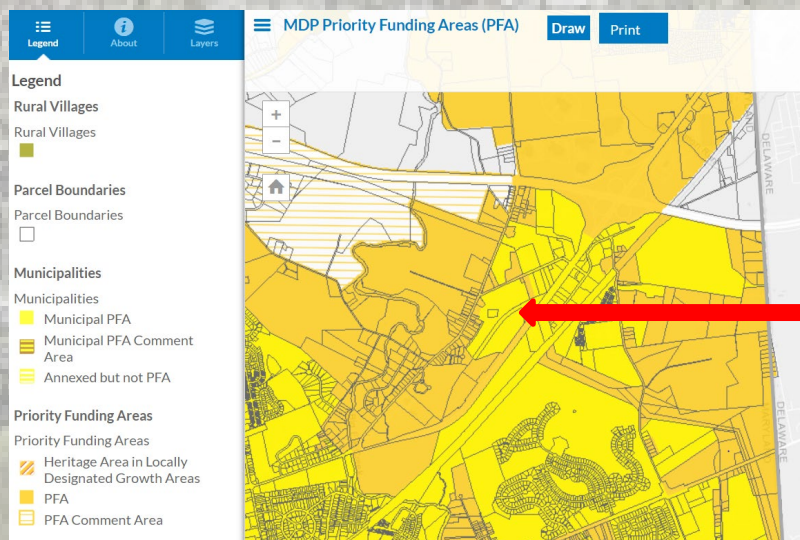 Legend
About
Layers
MDP Priority Funding Areas (PFA)
Draw
Print
Legend
Rural Villages
Rural Villages
Parcel Boundaries
Parcel Boundaries
Municipalities
Municipalities
Municipal PFA
Municipal PFA Comment
Area
Annexed but not PFA
Priority Funding Areas
Priority Funding Areas
Heritage Area in Locally
Designated Growth Areas
PFA
PFA Comment Area
+
−
DELAWARE
DELAWARE